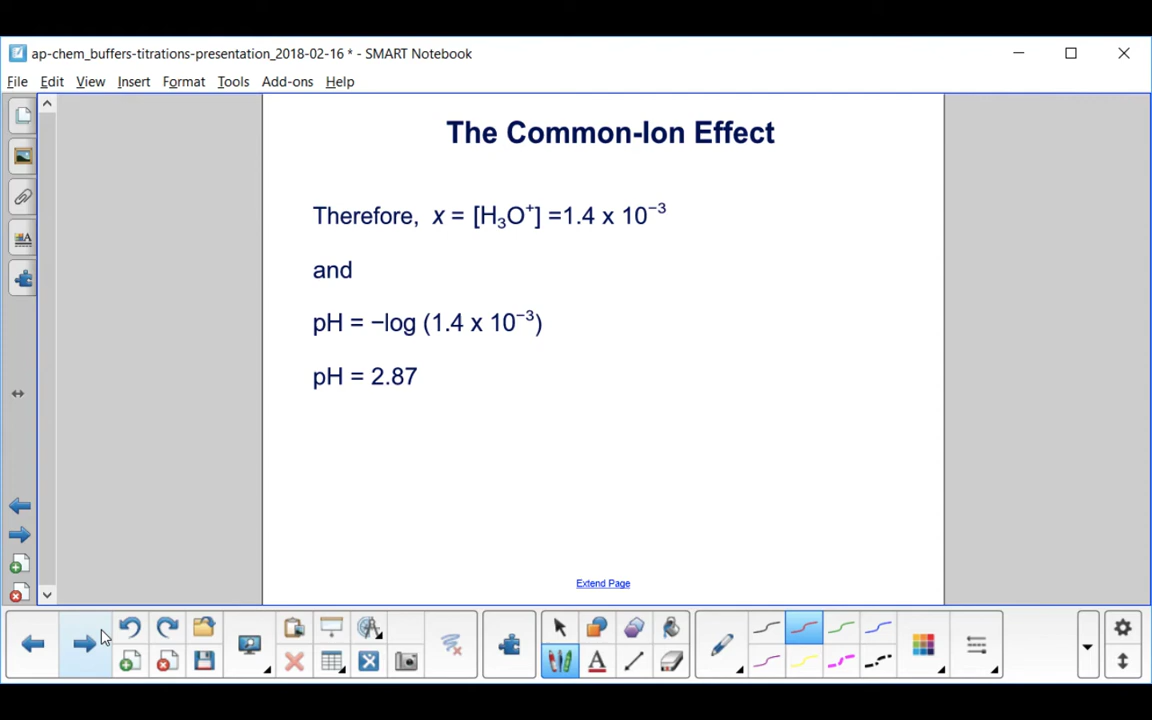 ap-chem_buffers-titrations-presentation_2018-02-16 * - SMART Notebook
File Edit View Insert Format Tools Add-ons Help
The Common-Ion Effect
Therefore, x = [H₃O⁺] =1.4 x 10⁻³
and
pH = −log (1.4 x 10⁻³)
pH = 2.87
Extend Page